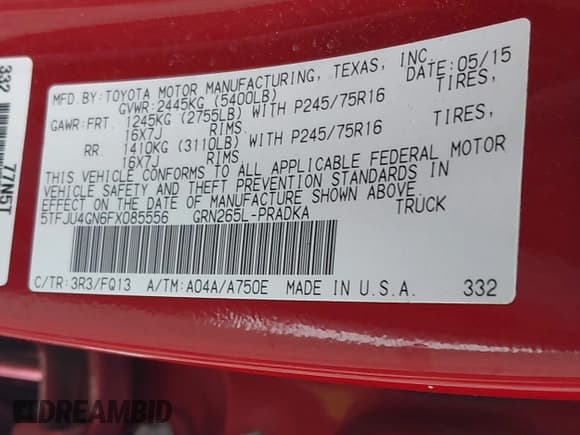 MFD BY:TOYOTA MOTOR MANUFACTURING, TEXAS, INC. DATE:05/15
GVWR:2445KG (5400LB)
GAWR:FRT. 1245KG (2755LB) WITH P245/75R16 TIRES,
16X7J RIMS
RR. 1410KG (3110LB) WITH P245/75R16 TIRES,
16X7J RIMS
THIS VEHICLE CONFORMS TO ALL APPLICABLE FEDERAL MOTOR
VEHICLE SAFETY AND THEFT PREVENTION STANDARDS IN
EFFECT ON THE DATE OF MANUFACTURE SHOWN ABOVE.
5TFJU4GN6FX085556 GRN265L-PRADKA TRUCK
C/TR:3R3/FQ13 A/TM:A04A/A750E MADE IN U.S.A. 332
332
77N5T
DREAMBID